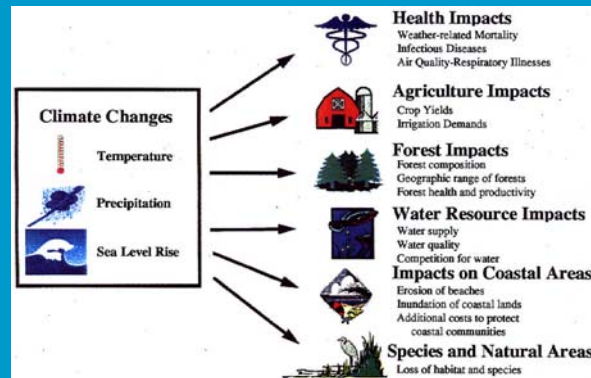 Climate Changes
Temperature
Precipitation
Sea Level Rise
Health Impacts
Weather-related Mortality
Infectious Diseases
Air Quality-Respiratory Illnesses
Agriculture Impacts
Crop Yields
Irrigation Demands
Forest Impacts
Forest composition
Geographic range of forests
Forest health and productivity
Water Resource Impacts
Water supply
Water quality
Competition for water
Impacts on Coastal Areas
Erosion of beaches
Inundation of coastal lands
Additional costs to protect
coastal communities
Species and Natural Areas
Loss of habitat and species